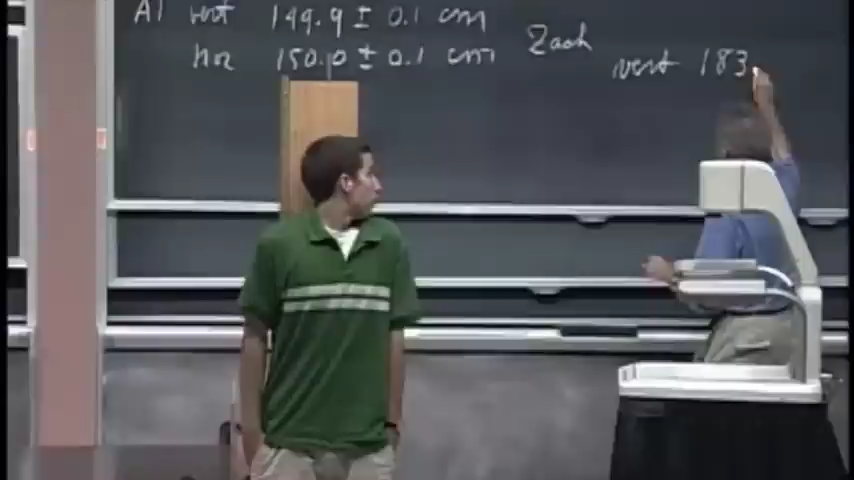 Al vert 149.9 ± 0.1 cm
hor 150.0 ± 0.1 cm
Zach
vert 183.